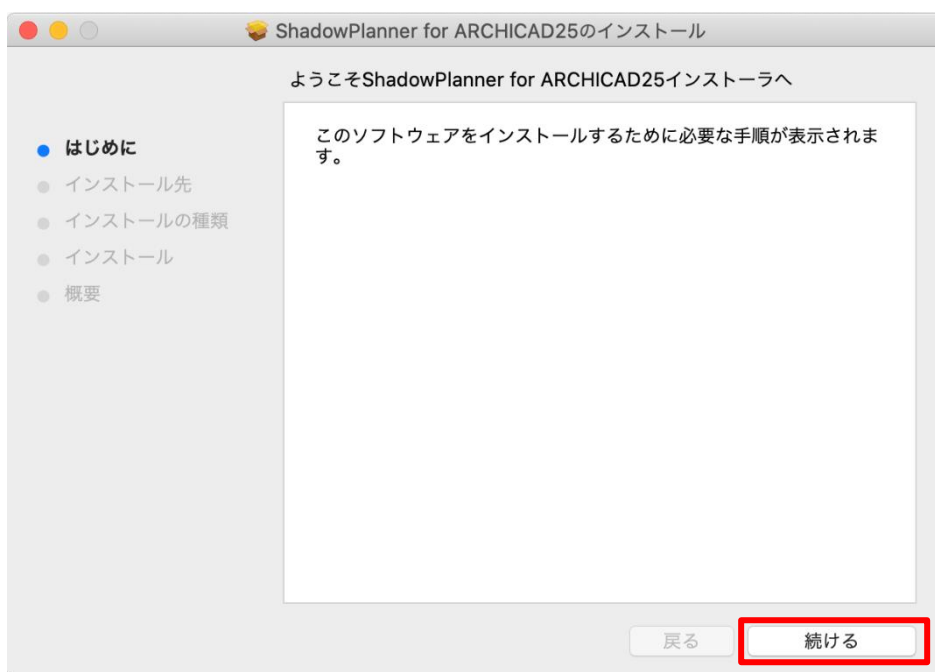 ShadowPlanner for ARCHICAD25のインストール
ようこそShadowPlanner for ARCHICAD25インストーラへ
はじめに
インストール先
インストールの種類
インストール
概要
このソフトウェアをインストールするために必要な手順が表示されま
す。
戻る
続ける